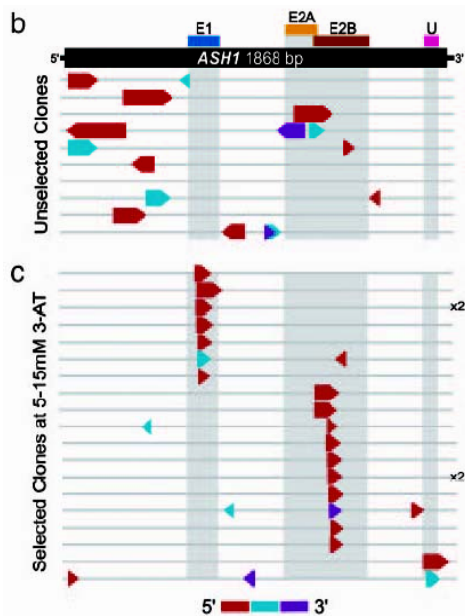 b
E1 E2A E2B U
5' ASH1 1868 bp 3'
Unselected Clones
c
Selected Clones at 5-15mM 3-AT
x2
x2
5' 3'